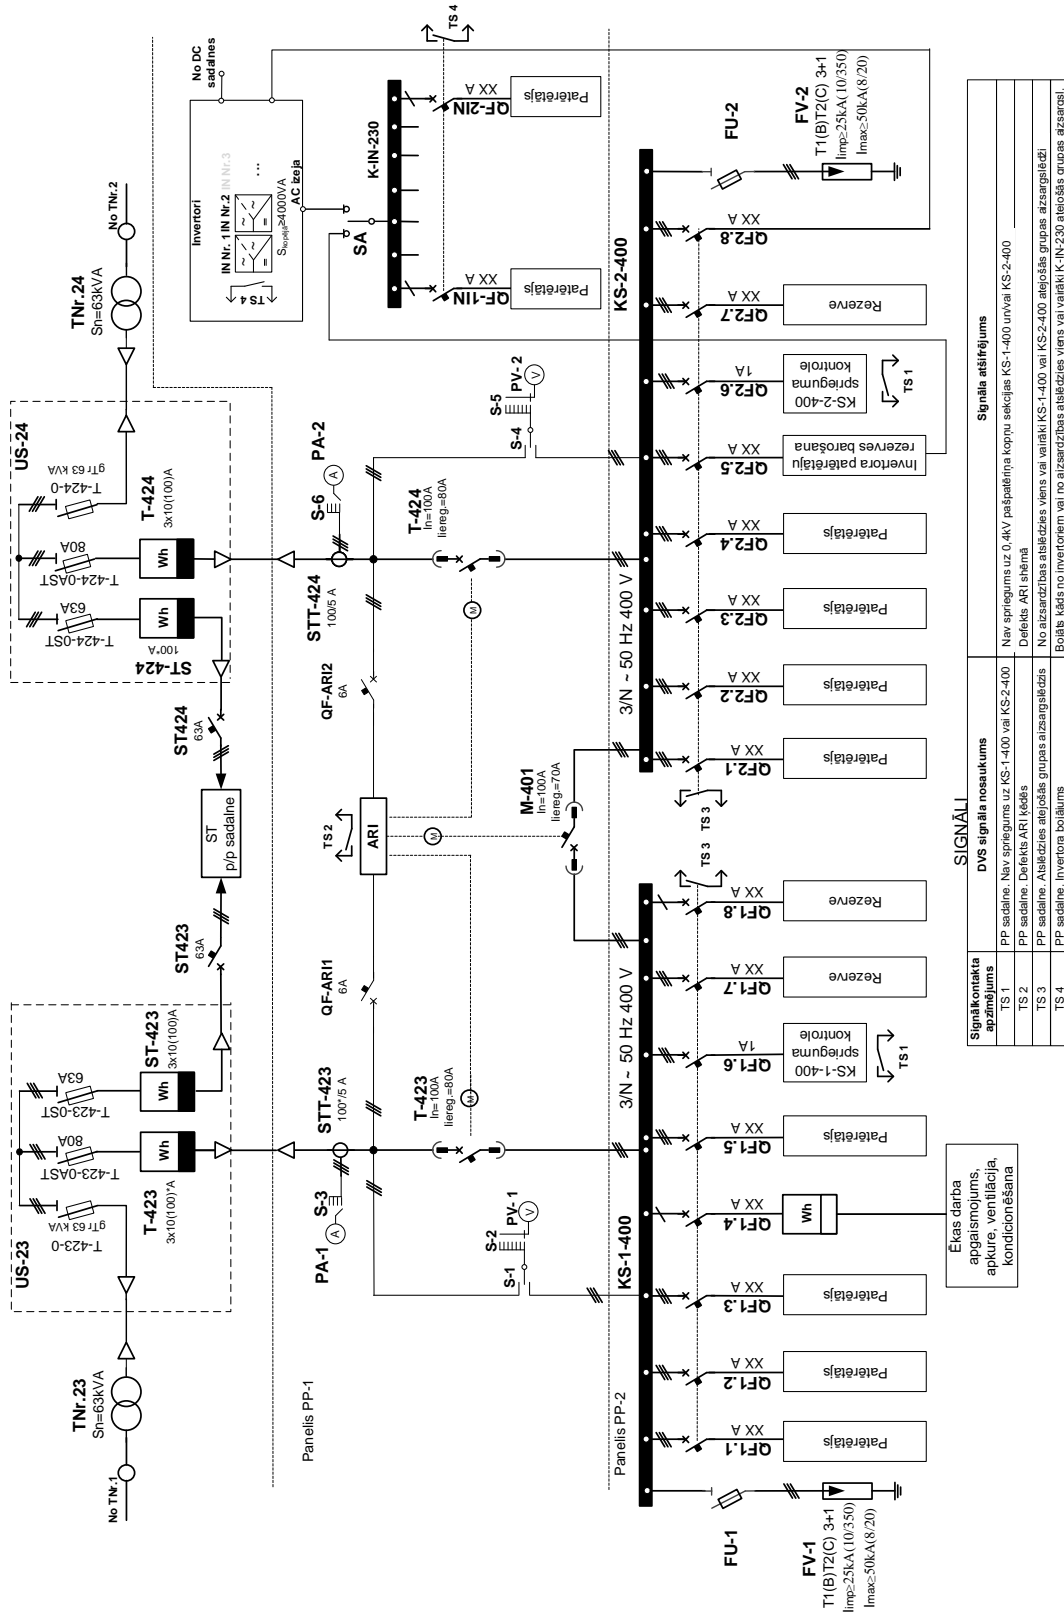 No TNr.1
TNr.23
Sn=63kVA
US-23
T-423-0
gTr 63 kVA
T-423-0AST
80A
T-423-0ST
63A
Wh
T-423
3x10(100)*A
Wh
ST-423
3x10(100)A
ST423
63A
ST
p/p sadalne
ST424
63A
US-24
T-424-0ST
63A
T-424-0AST
80A
T-424-0
gTr 63 kVA
Wh
100*A
ST-424
Wh
T-424
3x10(100)A
TNr.24
Sn=63kVA
No TNr.2
Panelis PP-1
PA-1
A
S-3
STT-423
100*/5 A
QF-ARI1
6A
TS 2
ARI
QF-ARI2
6A
STT-424
100/5 A
S-6
A
PA-2
T-423
In=100A
Iiereg.=80A
M
M
M
T-424
In=100A
Iiereg.=80A
S-1
S-2
PV-1
V
S-4
S-5
PV-2
V
M-401
In=100A
Iiereg.=70A
Invertori
IN Nr.1
IN Nr.2
IN Nr.3
...
Skopējā≥4000VA
TS 4
AC Izeja
No DC
sadalnes
SA
K-IN-230
QF-1IN
XX A
Patērētājs
QF-2IN
XX A
Patērētājs
TS 4
Panelis PP-2
KS-1-400
3/N ~ 50 Hz 400 V
3/N ~ 50 Hz 400 V
KS-2-400
FU-1
FV-1
T1(B)T2(C) 3+1
Iimp≥25kA(10/350)
Imax≥50kA(8/20)
QF1.1
XX A
Patērētājs
QF1.2
XX A
Patērētājs
QF1.3
XX A
Patērētājs
QF1.4
XX A
Wh
Ēkas darba
apgaismojums,
apkure, ventilācija,
kondicionēšana
QF1.5
XX A
Patērētājs
QF1.6
1A
KS-1-400
sprieguma
kontrole
TS 1
QF1.7
XX A
Rezerve
QF1.8
XX A
Rezerve
TS 3
TS 3
QF2.1
XX A
Patērētājs
QF2.2
XX A
Patērētājs
QF2.3
XX A
Patērētājs
QF2.4
XX A
Patērētājs
QF2.5
XX A
Invertora patērētāju
rezerves barošana
QF2.6
1A
KS-2-400
sprieguma
kontrole
TS 1
QF2.7
XX A
Rezerve
QF2.8
XX A
FU-2
FV-2
T1(B)T2(C) 3+1
Iimp≥25kA(10/350)
Imax≥50kA(8/20)
SIGNĀLI
Signālkontakta
apzīmējums
DVS signāla nosaukums
Signāla atšifrējums
TS 1
PP sadalne. Nav spriegums uz KS-1-400 vai KS-2-400
Nav spriegums uz 0,4kV pašpatēriņa kopņu sekcijas KS-1-400 un/vai KS-2-400
TS 2
PP sadalne. Defekts ARI ķēdēs
Defekts ARI shēmā
TS 3
PP sadalne. Atslēdzies atejošās grupas aizsargslēdzis
No aizsardzības atslēdzies viens vai vairāki KS-1-400 vai KS-2-400 atejošās grupas aizsargslēdži
TS 4
PP sadalne. Invertora bojājums
Bojāts kāds no invertoriem vai no aizsardzības atslēdzies viens vai vairāki K-IN-230 atejošās grupas aizsargsl.